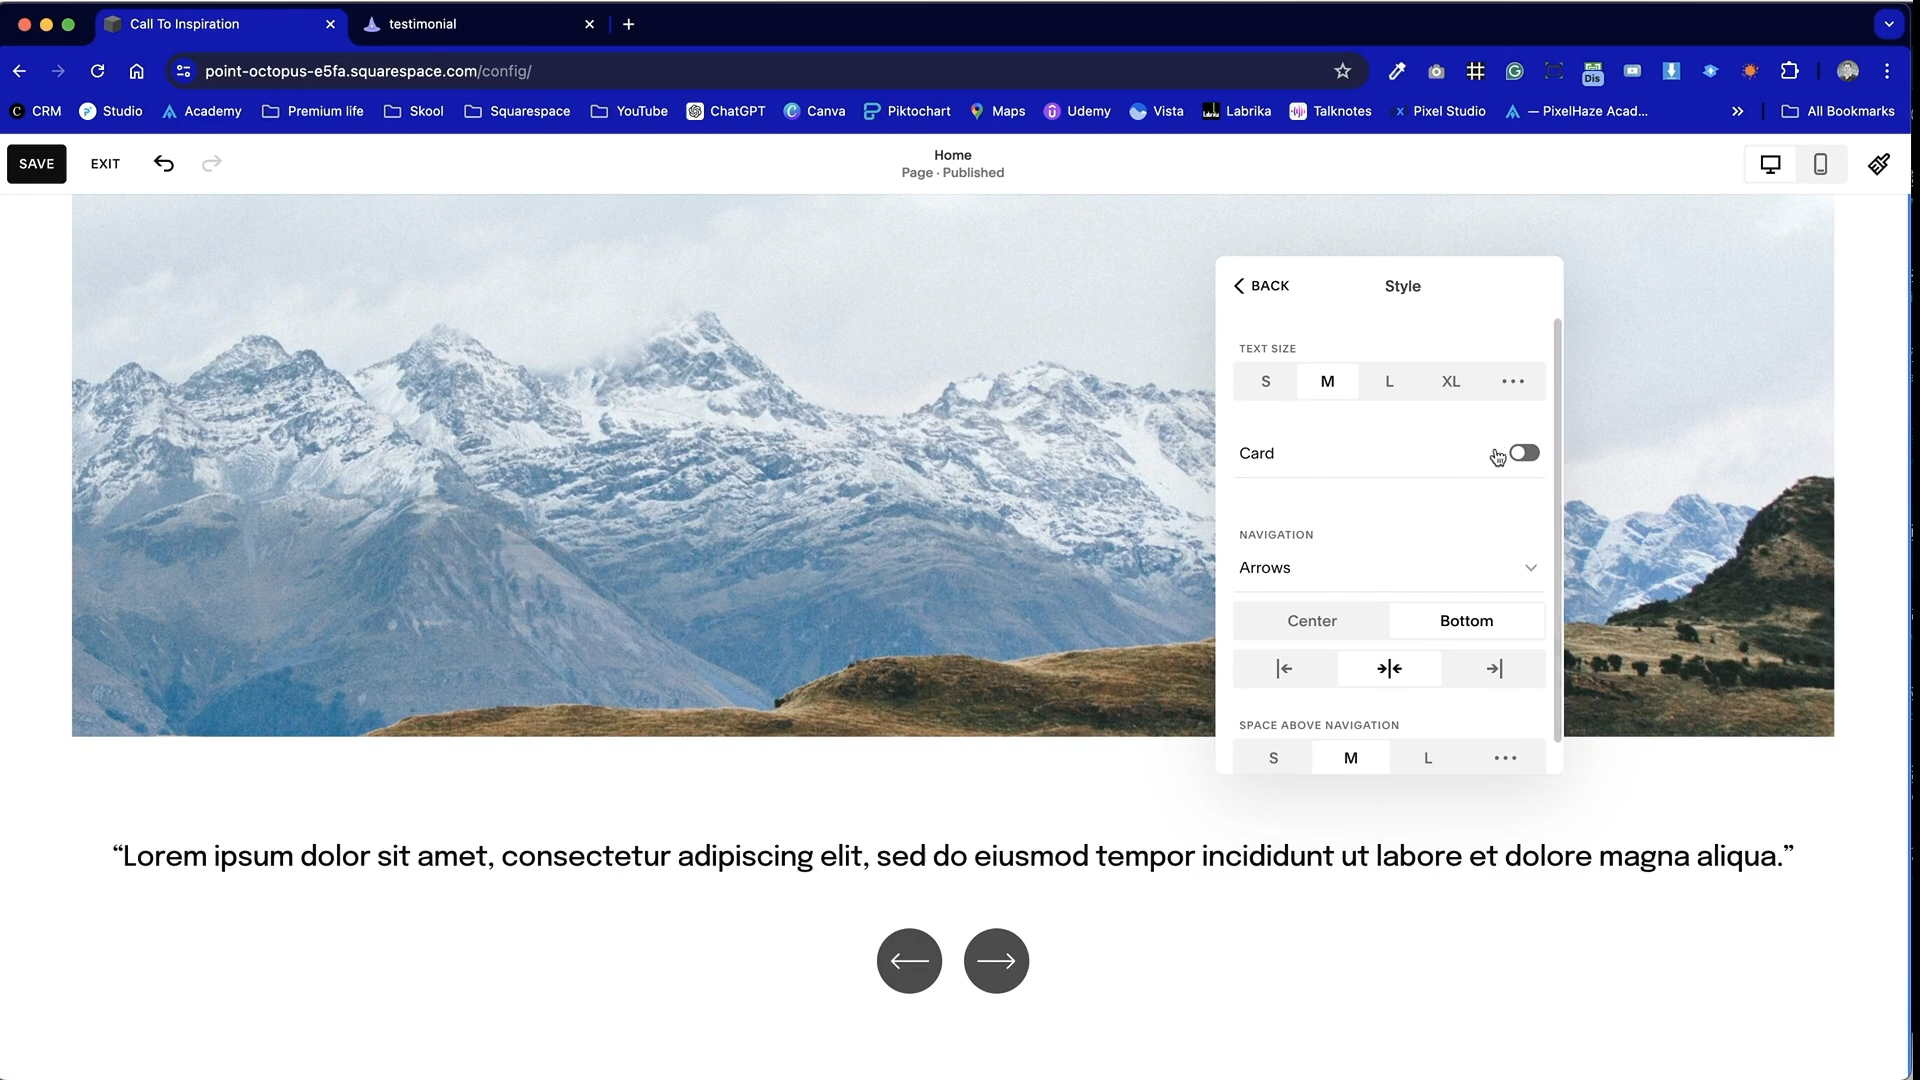 Call To Inspiration
testimonial
point-octopus-e5fa.squarespace.com/config/
Dis
CRM
Studio
Academy
Premium life
Skool
Squarespace
YouTube
ChatGPT
Canva
Piktochart
Maps
Udemy
Vista
Labrika
Talknotes
Pixel Studio
— PixelHaze Acad...
All Bookmarks
SAVE
EXIT
Home
Page · Published
BACK
Style
TEXT SIZE
S M L XL
Card
NAVIGATION
Arrows
Center Bottom
SPACE ABOVE NAVIGATION
S M L
“Lorem ipsum dolor sit amet, consectetur adipiscing elit, sed do eiusmod tempor incididunt ut labore et dolore magna aliqua.”